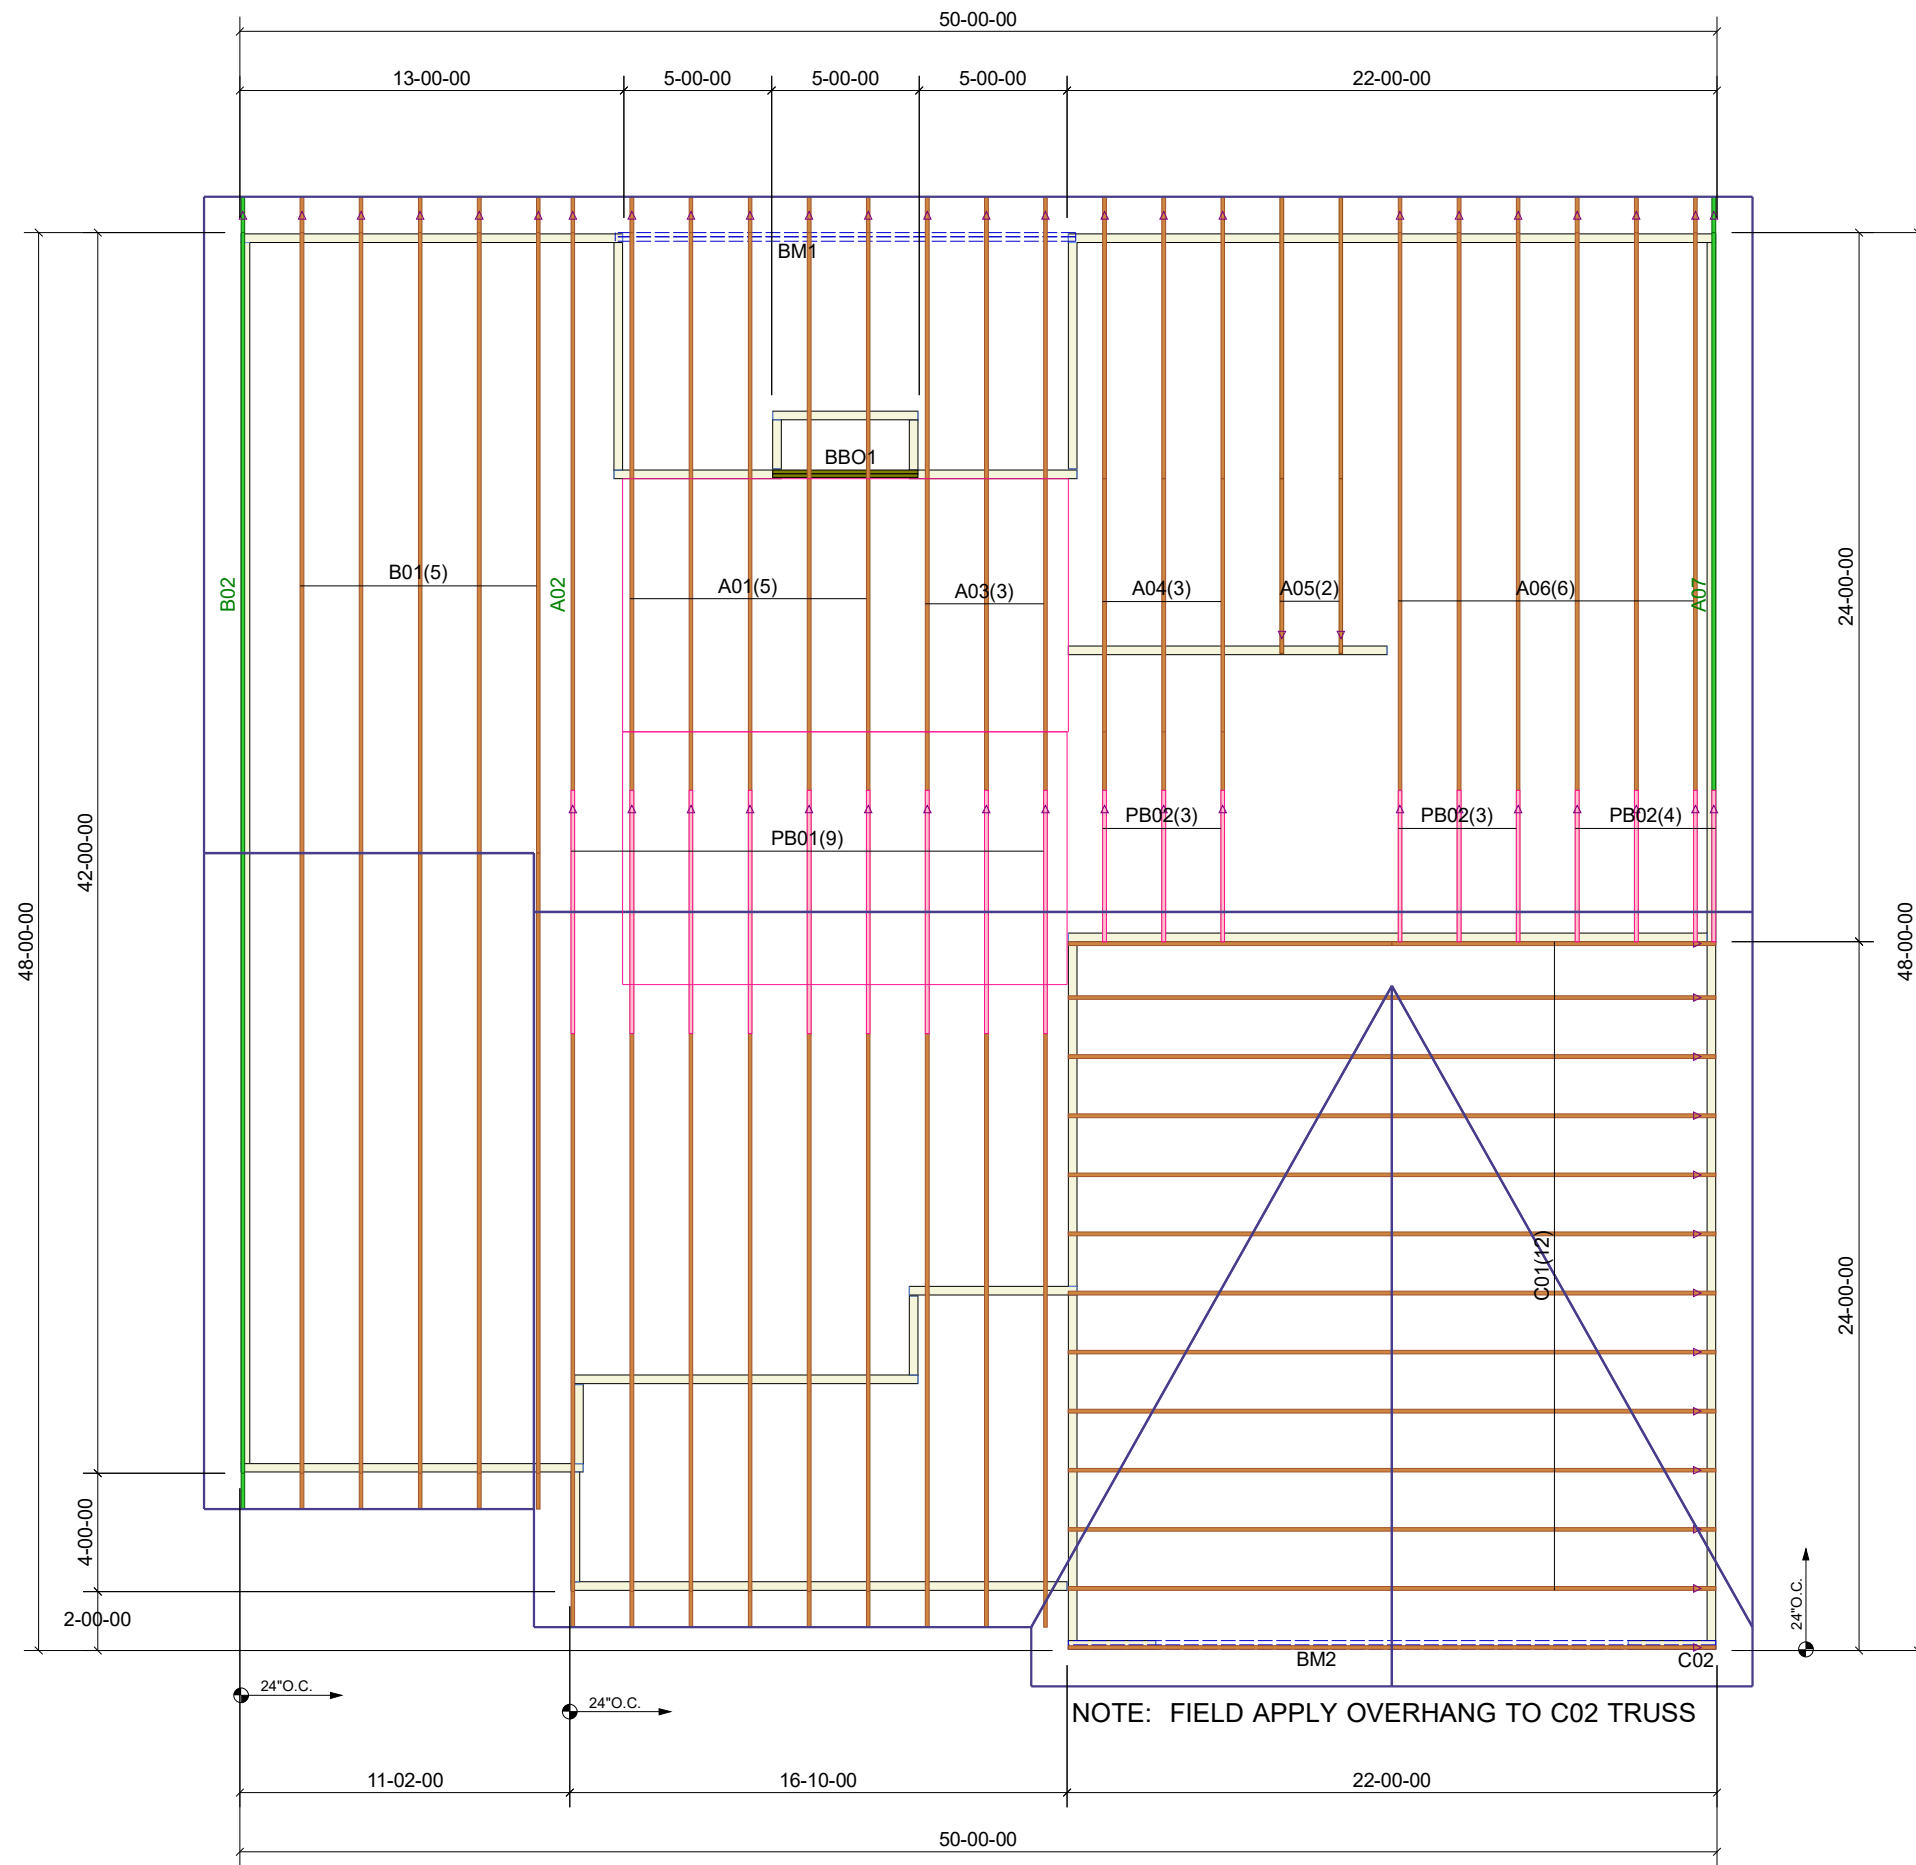 50-00-00
13-00-00
5-00-00
5-00-00
5-00-00
22-00-00
BM1
BBO1
B02
B01(5)
A02
A01(5)
A03(3)
A04(3)
A05(2)
A06(6)
A07
24-00-00
PB02(3)
PB02(3)
PB02(4)
PB01(9)
42-00-00
48-00-00
48-00-00
C01(12)
24-00-00
4-00-00
2-00-00
24"O.C.
BM2
C02
24"O.C.
24"O.C.
NOTE: FIELD APPLY OVERHANG TO C02 TRUSS
11-02-00
16-10-00
22-00-00
50-00-00